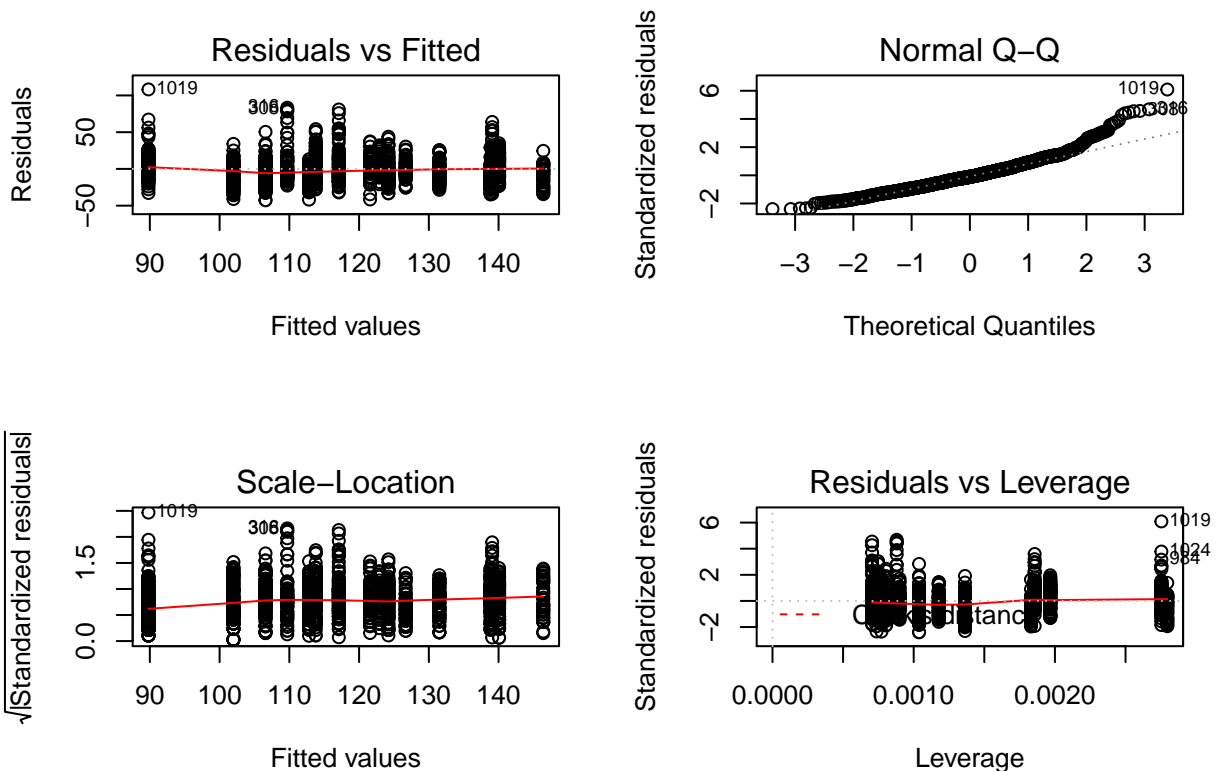 Residuals vs Fitted
Residuals
50
−50
1019
90 100 110 120 130 140
Fitted values
Normal Q−Q
Standardized residuals
6
2
−2
1019
−3 −2 −1 0 1 2 3
Theoretical Quantiles
Scale−Location
√|Standardized residuals|
1.5
0.0
1019
90 100 110 120 130 140
Fitted values
Residuals vs Leverage
Standardized residuals
6
2
−2
1019
1024
984
0.0000 0.0010 0.0020
Leverage